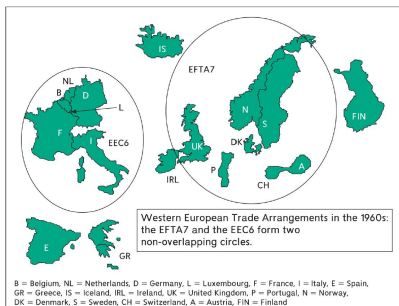 IS
EFTA7
NL
B
D
L
F
I
EEC6
N
S
FIN
UK
DK
IRL
P
CH
A
E
GR
Western European Trade Arrangements in the 1960s:
the EFTA7 and the EEC6 form two
non-overlapping circles.
B = Belgium, NL = Netherlands, D = Germany, L = Luxembourg, F = France, I = Italy, E = Spain,
GR = Greece, IS = Iceland, IRL = Ireland, UK = United Kingdom, P = Portugal, N = Norway,
DK = Denmark, S = Sweden, CH = Switzerland, A = Austria, FIN = Finland